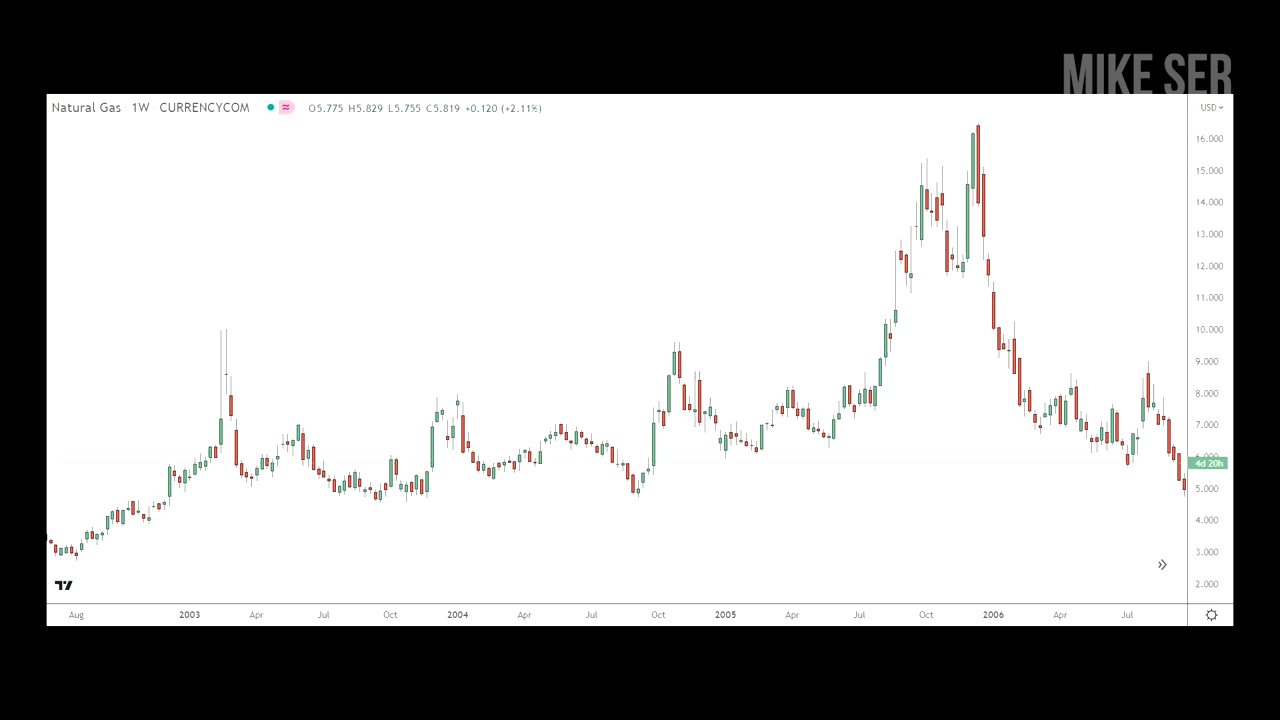 MIKE SER
Natural Gas 1W CURRENCYCOM ≈ O5.775 H5.829 L5.755 C5.819 +0.120 (+2.11%)
USD
16.000
15.000
14.000
13.000
12.000
11.000
10.000
9.000
8.000
7.000
4d 20h
5.000
4.000
3.000
2.000
Aug 2003 Apr Jul Oct 2004 Apr Jul Oct 2005 Apr Jul Oct 2006 Apr Jul